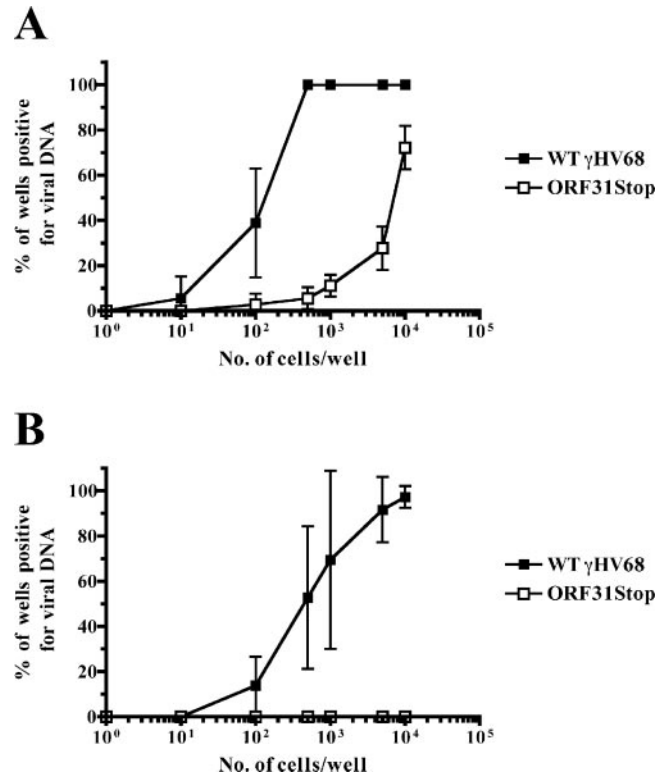 A
% of wells positive
for viral DNA
100
80
60
40
20
0
10⁰ 10¹ 10² 10³ 10⁴ 10⁵
No. of cells/well
WT γHV68
ORF31Stop
B
% of wells positive
for viral DNA
100
80
60
40
20
0
10⁰ 10¹ 10² 10³ 10⁴ 10⁵
No. of cells/well
WT γHV68
ORF31Stop